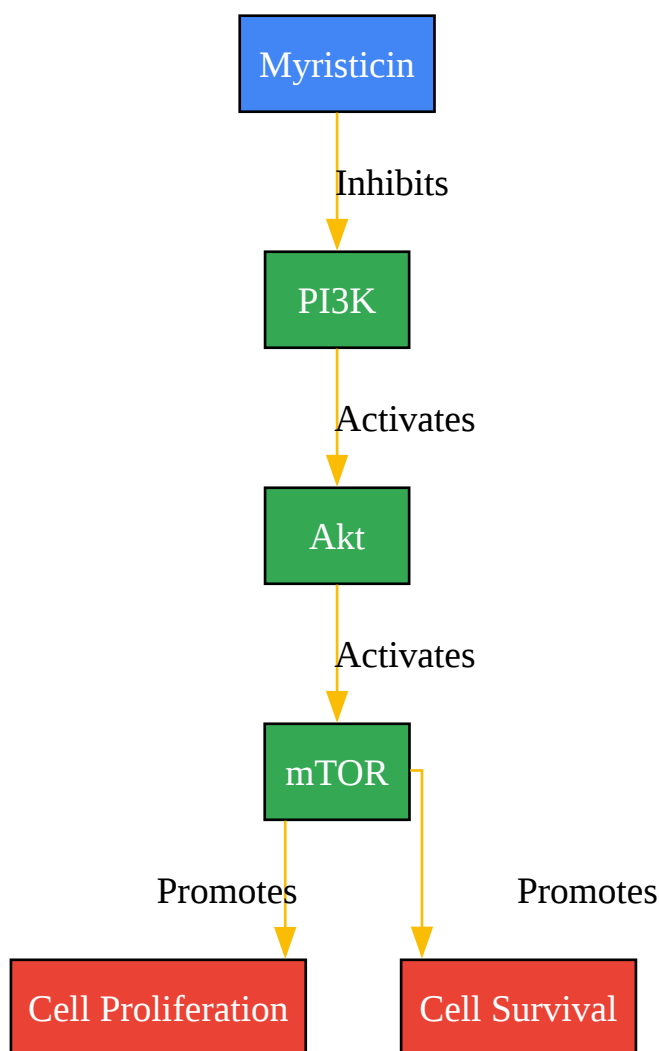 Myristicin
Inhibits
PI3K
Activates
Akt
Activates
mTOR
Promotes
Promotes
Cell Proliferation
Cell Survival